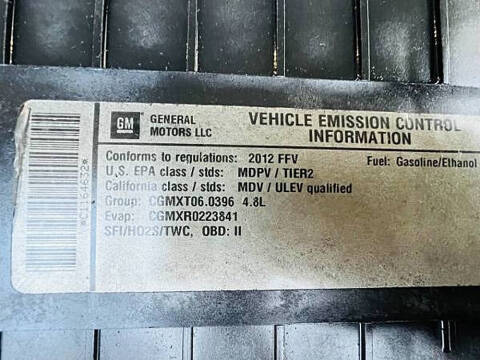 GM
GENERAL MOTORS LLC
VEHICLE EMISSION CONTROL
INFORMATION
Conforms to regulations: 2012 FFV
Fuel: Gasoline/Ethanol
U.S. EPA class / stds: MDPV / TIER2
California class / stds: MDV / ULEV qualified
Group: CGMXT06.0396 4.8L
Evap: CGMXR0223841
SFI/HO2S/TWC, OBD: II